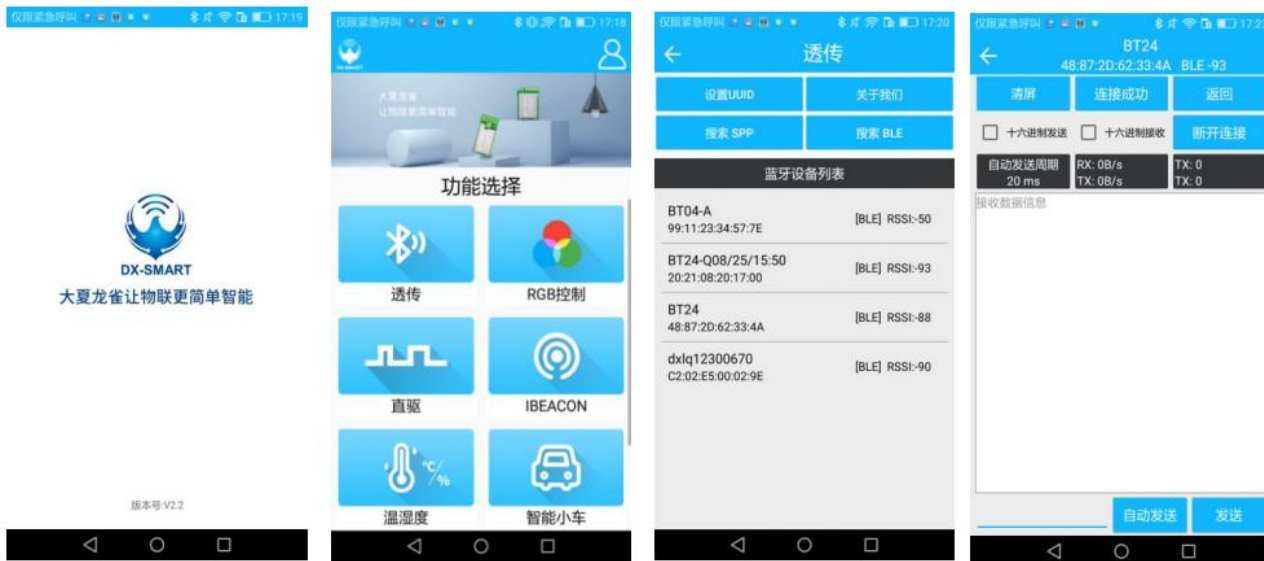 仅限紧急呼叫
17:19
DX-SMART
大夏龙雀让物联更简单智能
版本号:V2.2
仅限紧急呼叫
17:18
DX-SMART
大夏龙雀
让物联更简单智能
功能选择
透传
RGB控制
直驱
IBEACON
°C/%
温湿度
智能小车
仅限紧急呼叫
17:20
透传
设置UUID
关于我们
搜索 SPP
搜索 BLE
蓝牙设备列表
BT04-A
[BLE] RSSI:-50
99:11:23:34:57:7E
BT24-Q08/25/15:50
[BLE] RSSI:-93
20:21:08:20:17:00
BT24
[BLE] RSSI:-88
48:87:2D:62:33:4A
dxlq12300670
[BLE] RSSI:-90
C2:02:E5:00:02:9E
仅限紧急呼叫
BT24
48:87:2D:62:33:4A BLE -93
清屏
连接成功
返回
十六进制发送
十六进制接收
断开连接
自动发送周期
20 ms
RX: 0B/s
TX: 0B/s
TX: 0
TX: 0
接收数据信息
自动发送
发送